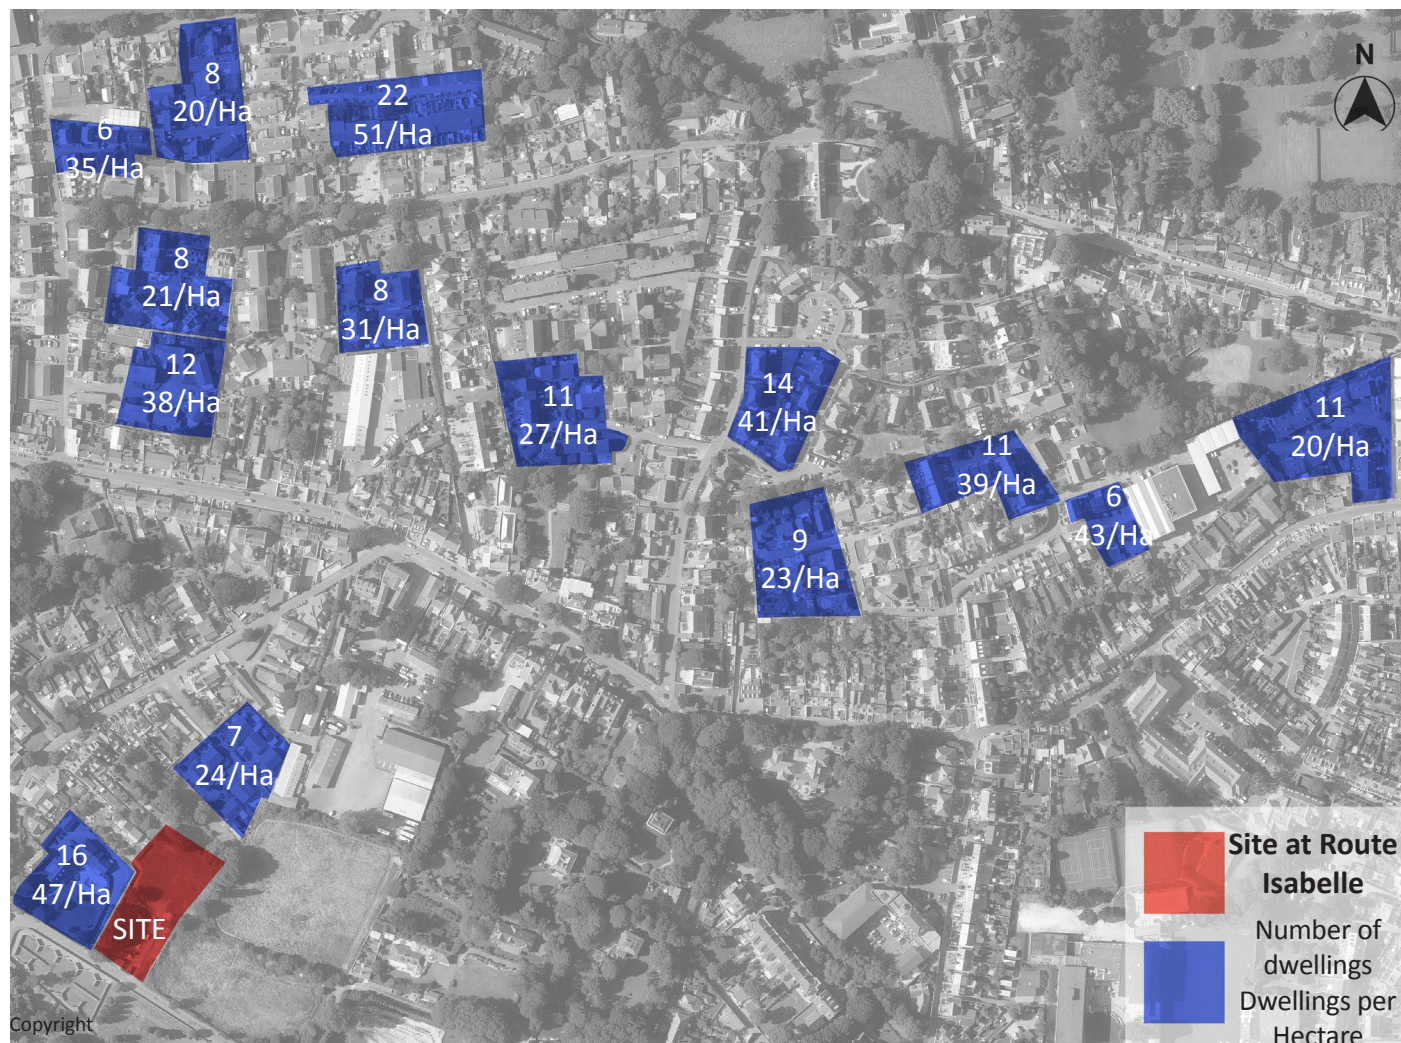 N
8
20/Ha
22
51/Ha
6
35/Ha
8
21/Ha
8
31/Ha
12
38/Ha
11
27/Ha
14
41/Ha
11
20/Ha
11
39/Ha
6
43/Ha
9
23/Ha
7
24/Ha
16
47/Ha
SITE
Site at Route
Isabelle
Number of
dwellings
Dwellings per
Hectare
Copyright